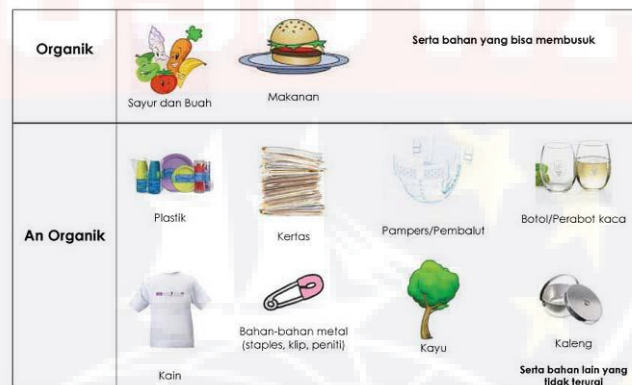 Organik
Serta bahan yang bisa membusuk
Sayur dan Buah
Makanan
An Organik
Plastik
Kertas
Pampers/Pembalut
Botol/Perabot kaca
Kain
Bahan-bahan metal
(staples, klip, peniti)
Kayu
Kaleng
Serta bahan lain yang
tidak terurai